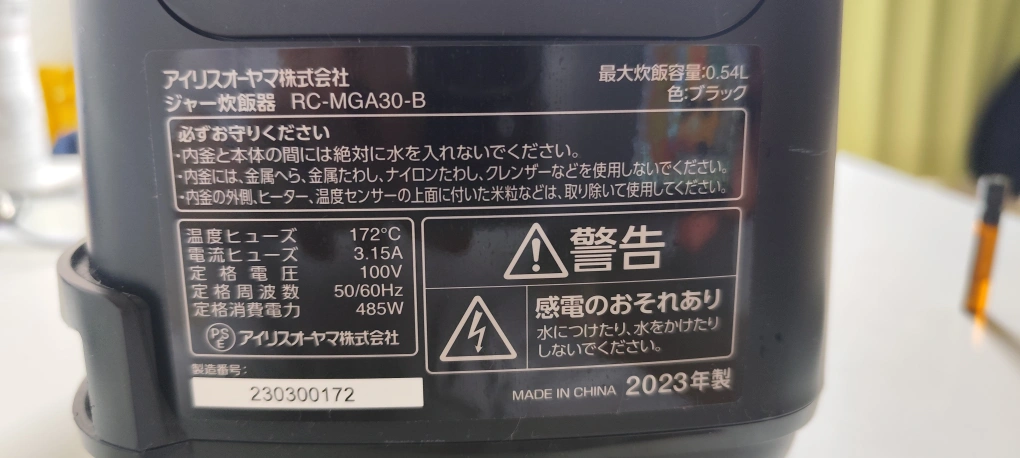 アイリスオーヤマ株式会社
ジャー炊飯器 RC-MGA30-B
最大炊飯容量:0.54L
色:ブラック
必ずお守りください
・内釜と本体の間には絶対に水を入れないでください。
・内釜には、金属へら、金属たわし、ナイロンたわし、クレンザーなどを使用しないでください。
・内釜の外側、ヒーター、温度センサーの上面に付いた米粒などは、取り除いて使用してください。
温度ヒューズ 172℃
電流ヒューズ 3.15A
定格電圧 100V
定格周波数 50/60Hz
定格消費電力 485W
PSE アイリスオーヤマ株式会社
警告
感電のおそれあり
水につけたり、水をかけたり
しないでください。
製造番号:
230300172
MADE IN CHINA 2023年製